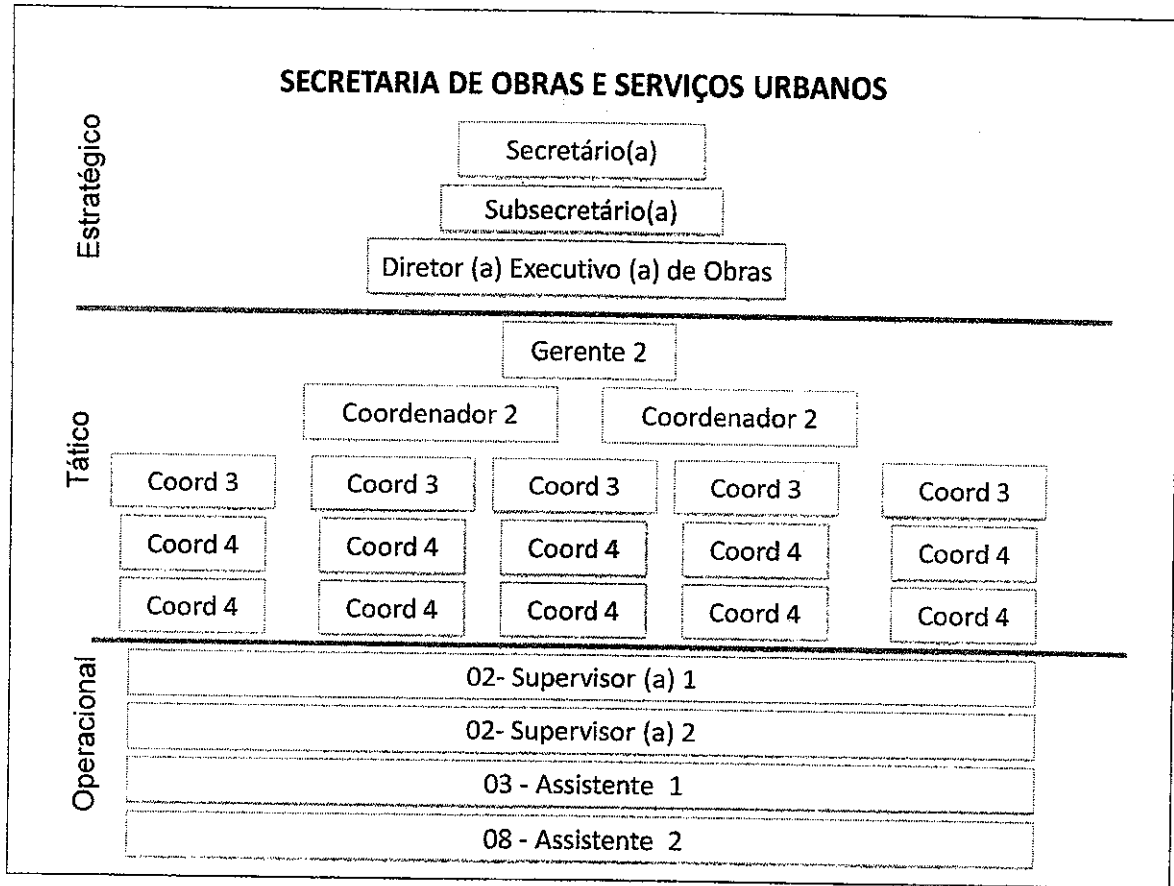 SECRETARIA DE OBRAS E SERVIÇOS URBANOS
Estratégico
Secretário(a)
Subsecretário(a)
Diretor (a) Executivo (a) de Obras
Tático
Gerente 2
Coordenador 2 Coordenador 2
Coord 3 Coord 3 Coord 3 Coord 3 Coord 3
Coord 4 Coord 4 Coord 4 Coord 4 Coord 4
Coord 4 Coord 4 Coord 4 Coord 4 Coord 4
Operacional
02- Supervisor (a) 1
02- Supervisor (a) 2
03 - Assistente 1
08 - Assistente 2